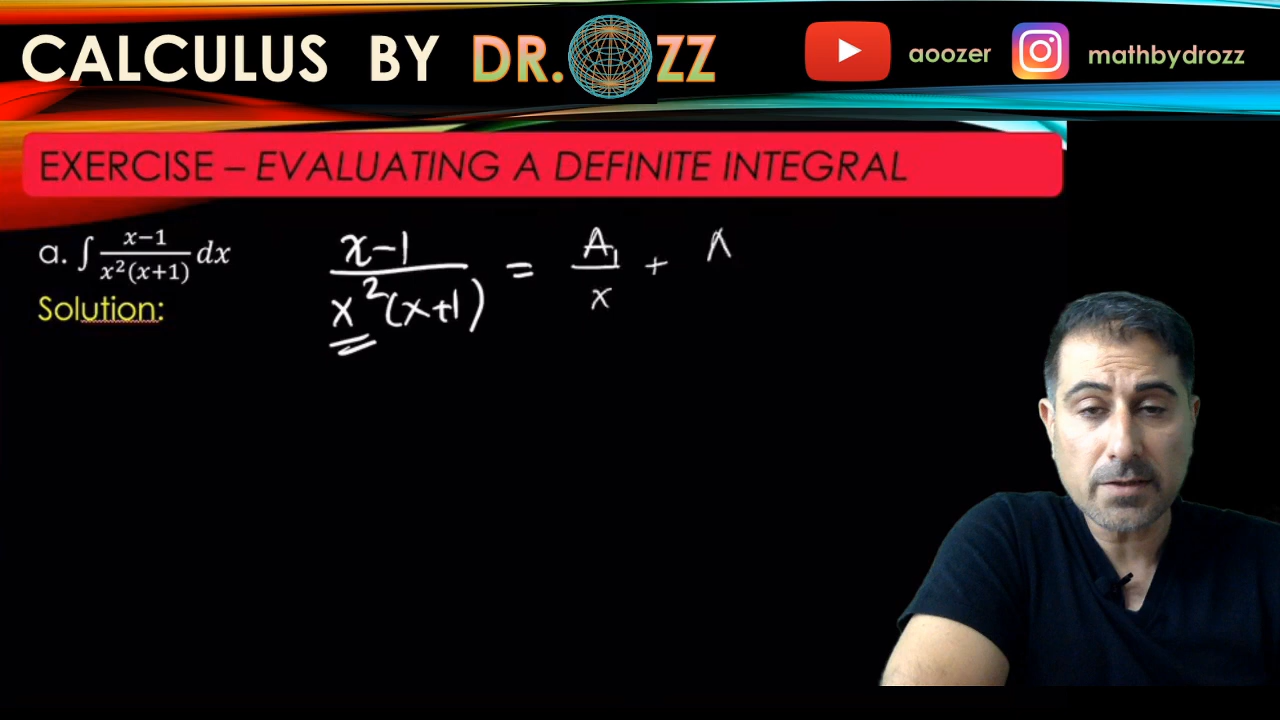 CALCULUS BY DR. ZZ
aoozer
mathbydrozz
EXERCISE – EVALUATING A DEFINITE INTEGRAL
a. ∫ x−1 / x²(x+1) dx
Solution:
x−1 / x²(x+1) = A₁ / x +